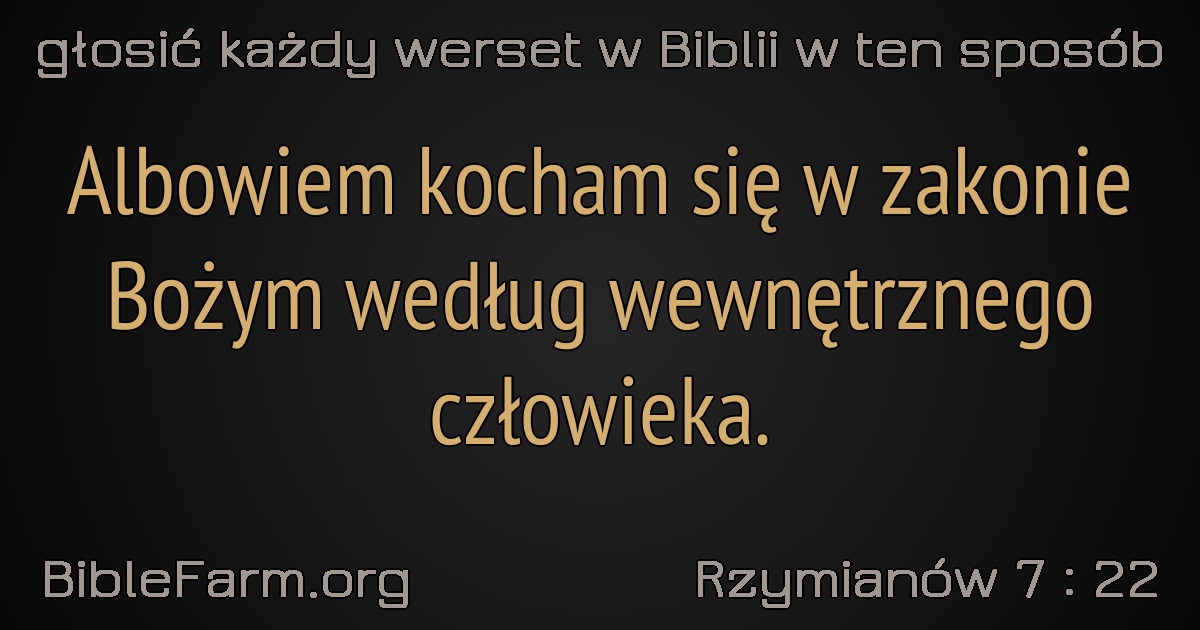 głosić każdy werset w Biblii w ten sposób
Albowiem kocham się w zakonie
Bożym według wewnętrznego
człowieka.
BibleFarm.org
Rzymianów 7 : 22